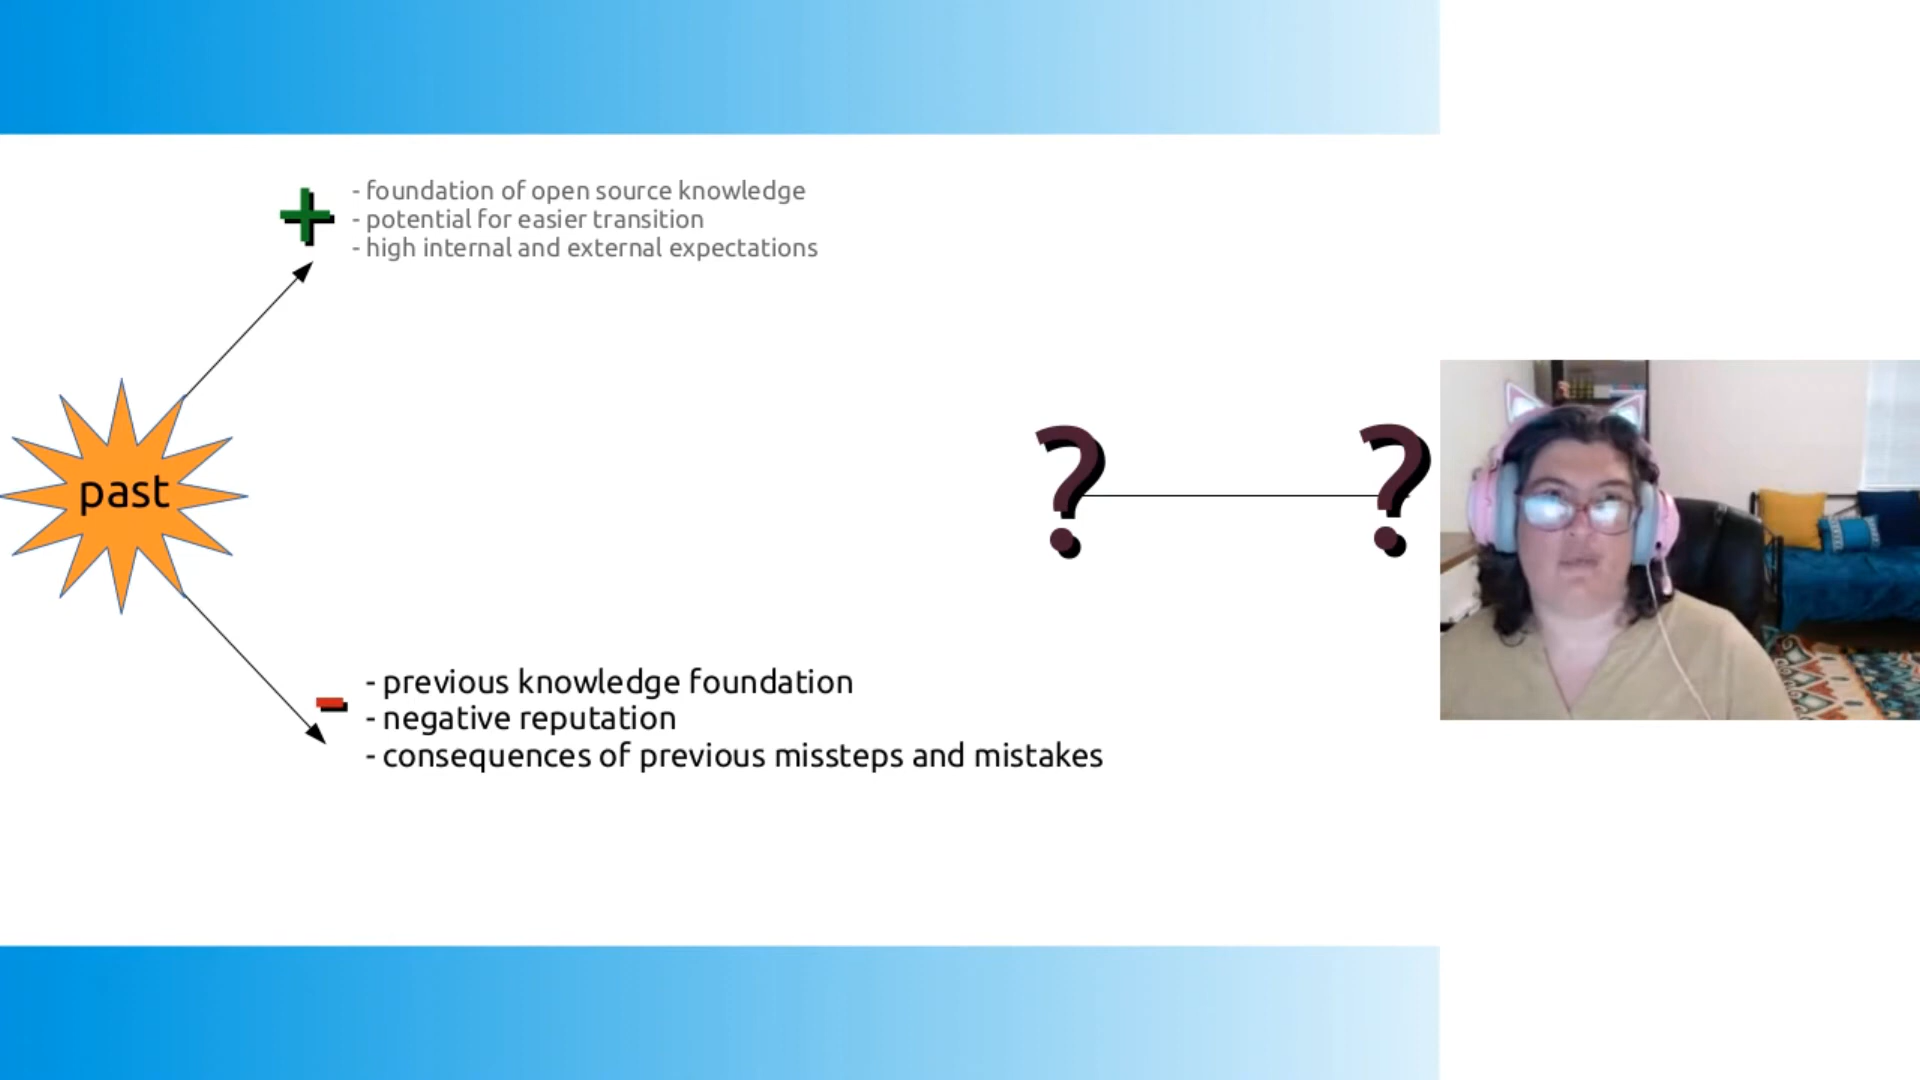 +
- foundation of open source knowledge
- potential for easier transition
- high internal and external expectations
past
? ?
- previous knowledge foundation
- negative reputation
- consequences of previous missteps and mistakes